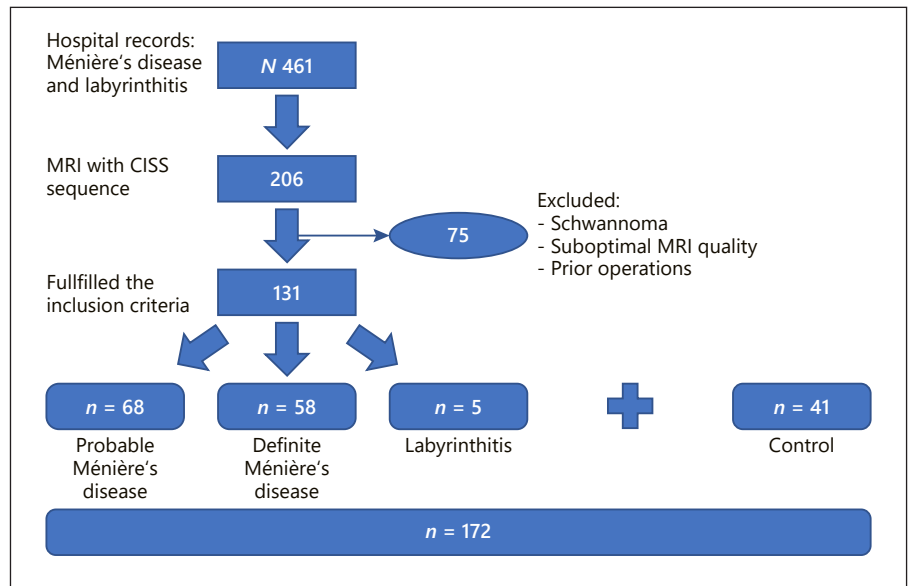 Hospital records:
Ménière‘s disease
and labyrinthitis
N 461
MRI with CISS
sequence
206
75
Excluded:
- Schwannoma
- Suboptimal MRI quality
- Prior operations
Fullfilled the
inclusion criteria
131
n = 68
Probable
Ménière‘s
disease
n = 58
Definite
Ménière‘s
disease
n = 5
Labyrinthitis
n = 41
Control
n = 172